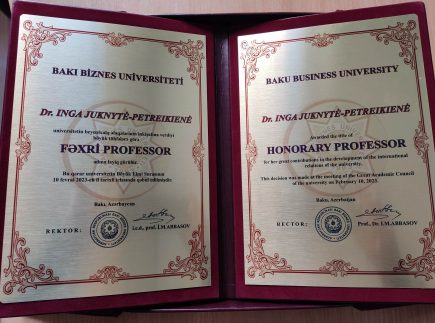 BAKI BİZNES UNİVERSİTETİ
Dr. INGA JUKNYTĖ-PETREIKIENĖ
universitetin beynəlxalq əlaqələrinin inkişafına verdiyi
böyük töhfələrə görə
FƏXRİ PROFESSOR
adına layiq görülür.
Bu qərar universitetin Böyük Elmi Şurasının
10 fevral 2023-cü il tarixli iclasında qəbul edilmişdir.
Bakı, Azərbaycan
REKTOR:
i.e.d., prof. İ.M.ABBASOV
BAKU BUSINESS UNIVERSITY
Dr. INGA JUKNYTĖ-PETREIKIENĖ
Awarded the title of
HONORARY PROFESSOR
for her great contributions in the development of the international
relations of the university.
This decision was made at the meeting of the Great Academic Council
of the university on February 10, 2023.
Baku, Azerbaijan
RECTOR:
Prof., Dr. I.M.ABBASOV